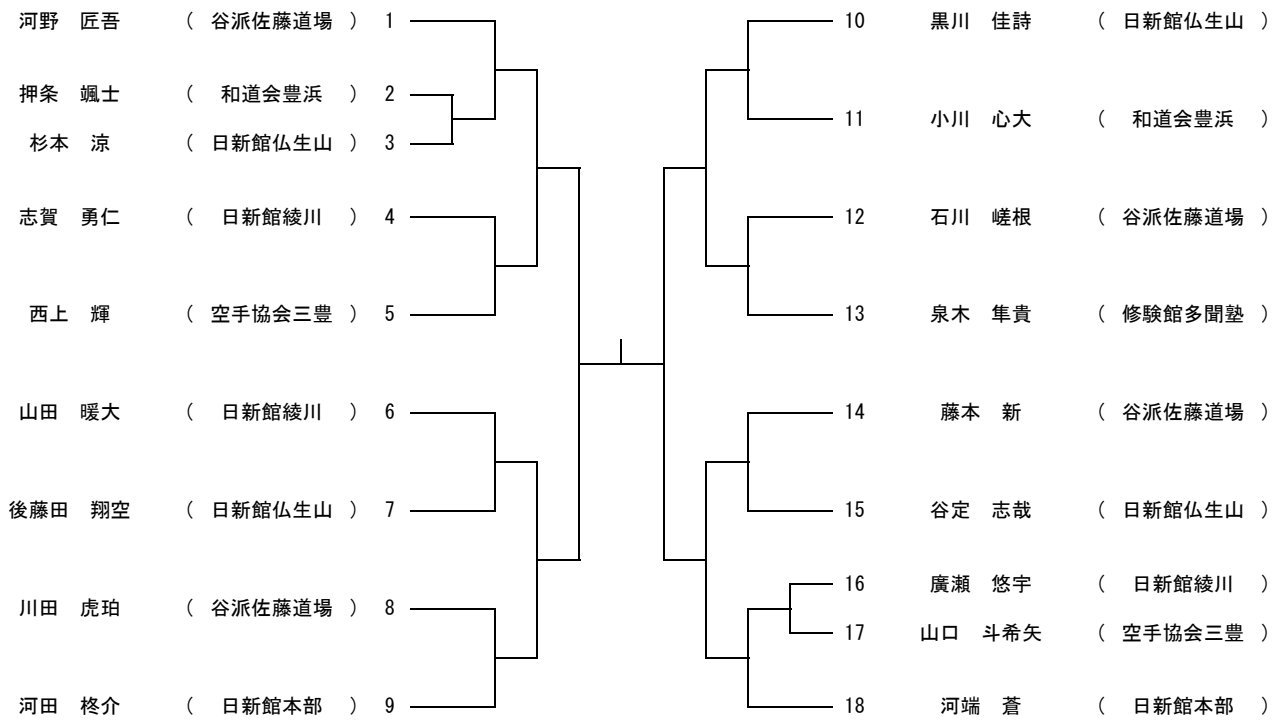 河野　匠吾 （ 谷派佐藤道場 ） 1
押条　颯士 （ 和道会豊浜 ） 2
杉本　涼 （ 日新館仏生山 ） 3
志賀　勇仁 （ 日新館綾川 ） 4
西上　輝 （ 空手協会三豊 ） 5
山田　暖大 （ 日新館綾川 ） 6
後藤田　翔空 （ 日新館仏生山 ） 7
川田　虎珀 （ 谷派佐藤道場 ） 8
河田　柊介 （ 日新館本部 ） 9
10 黒川　佳詩 （ 日新館仏生山 ）
11 小川　心大 （ 和道会豊浜 ）
12 石川　嵯根 （ 谷派佐藤道場 ）
13 泉木　隼貴 （ 修験館多聞塾 ）
14 藤本　新 （ 谷派佐藤道場 ）
15 谷定　志哉 （ 日新館仏生山 ）
16 廣瀬　悠宇 （ 日新館綾川 ）
17 山口　斗希矢 （ 空手協会三豊 ）
18 河端　蒼 （ 日新館本部 ）